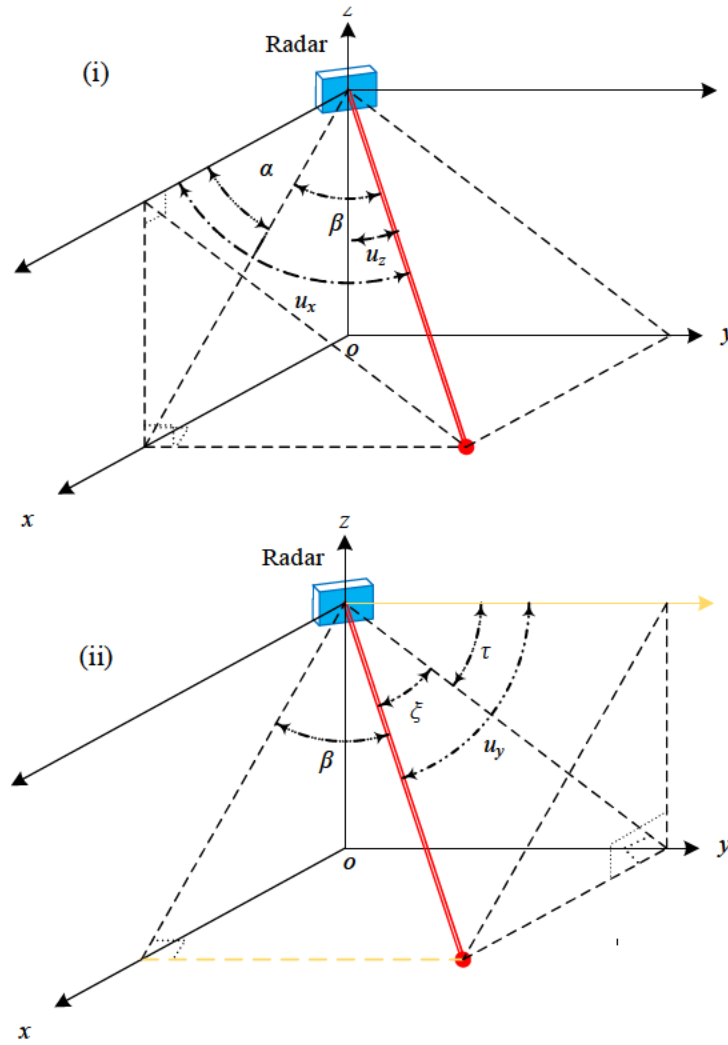 z
Radar
(i)
α
β
u_z
u_x
o
y
x
z
Radar
(ii)
τ
ξ
β
u_y
o
y
x